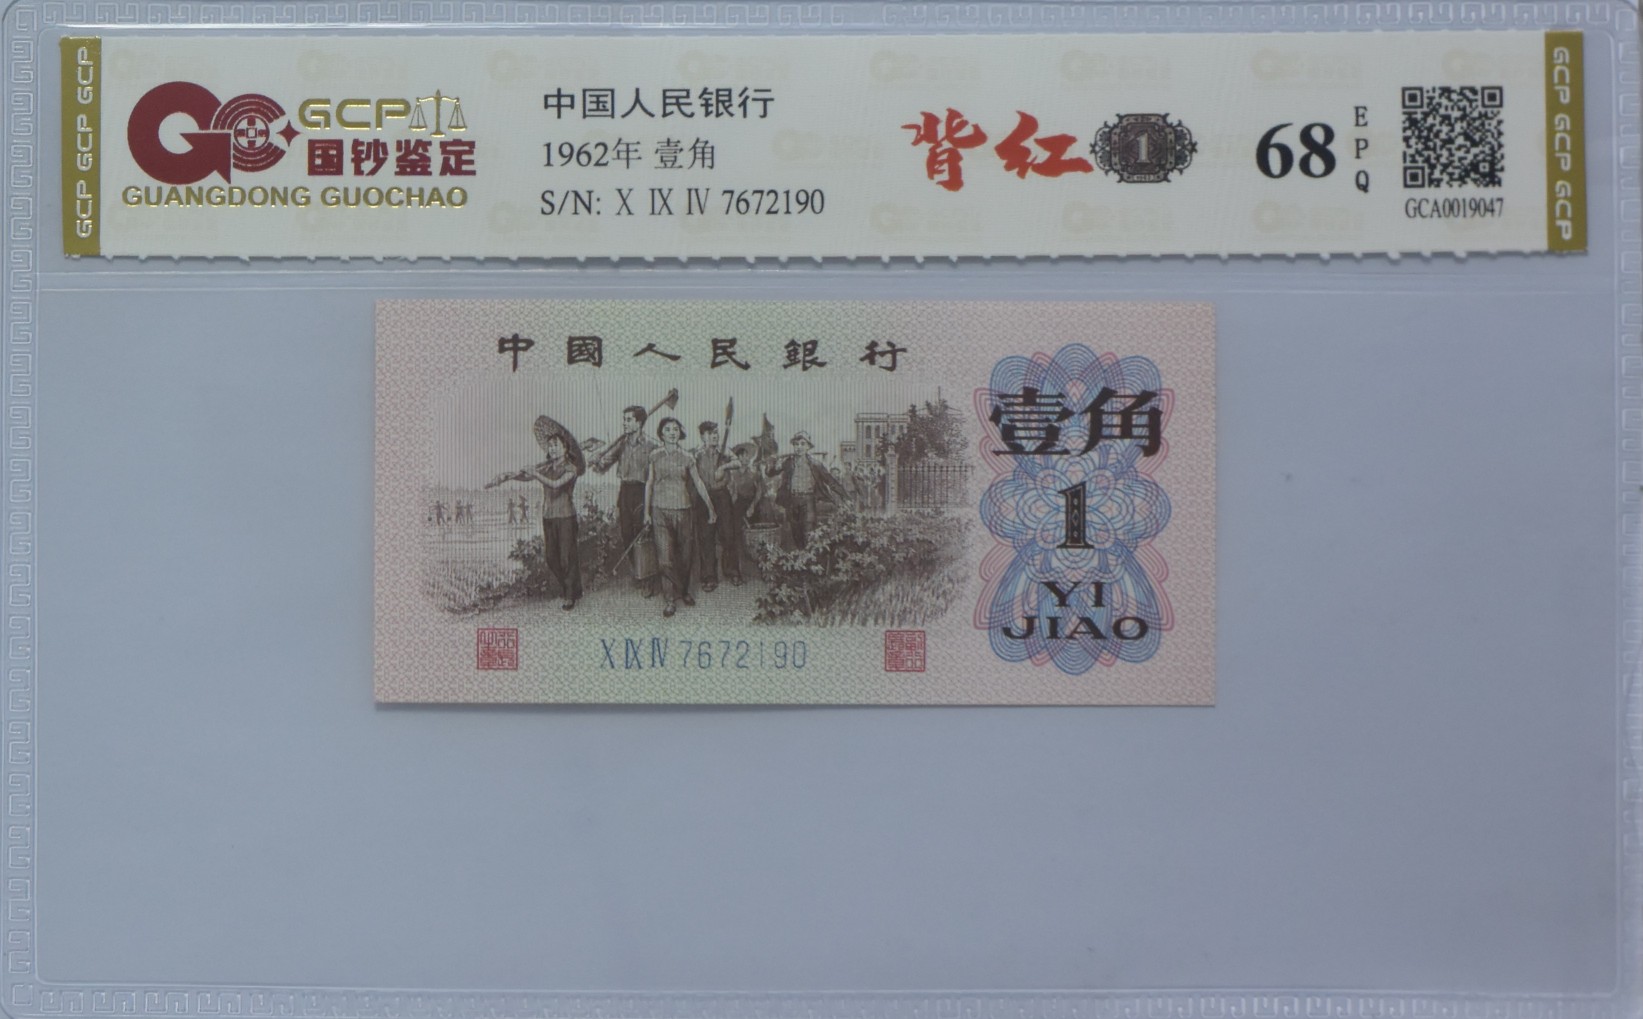 GCP GCP GCP
GCP
国钞鉴定
GUANGDONG GUOCHAO
中国人民银行
1962年 壹角
S/N: X IX IV 7672190
背红
1
68
EPQ
GCA0019047
GCP GCP GCP
中國人民銀行
壹角
1
YI
JIAO
X IX IV 7672190